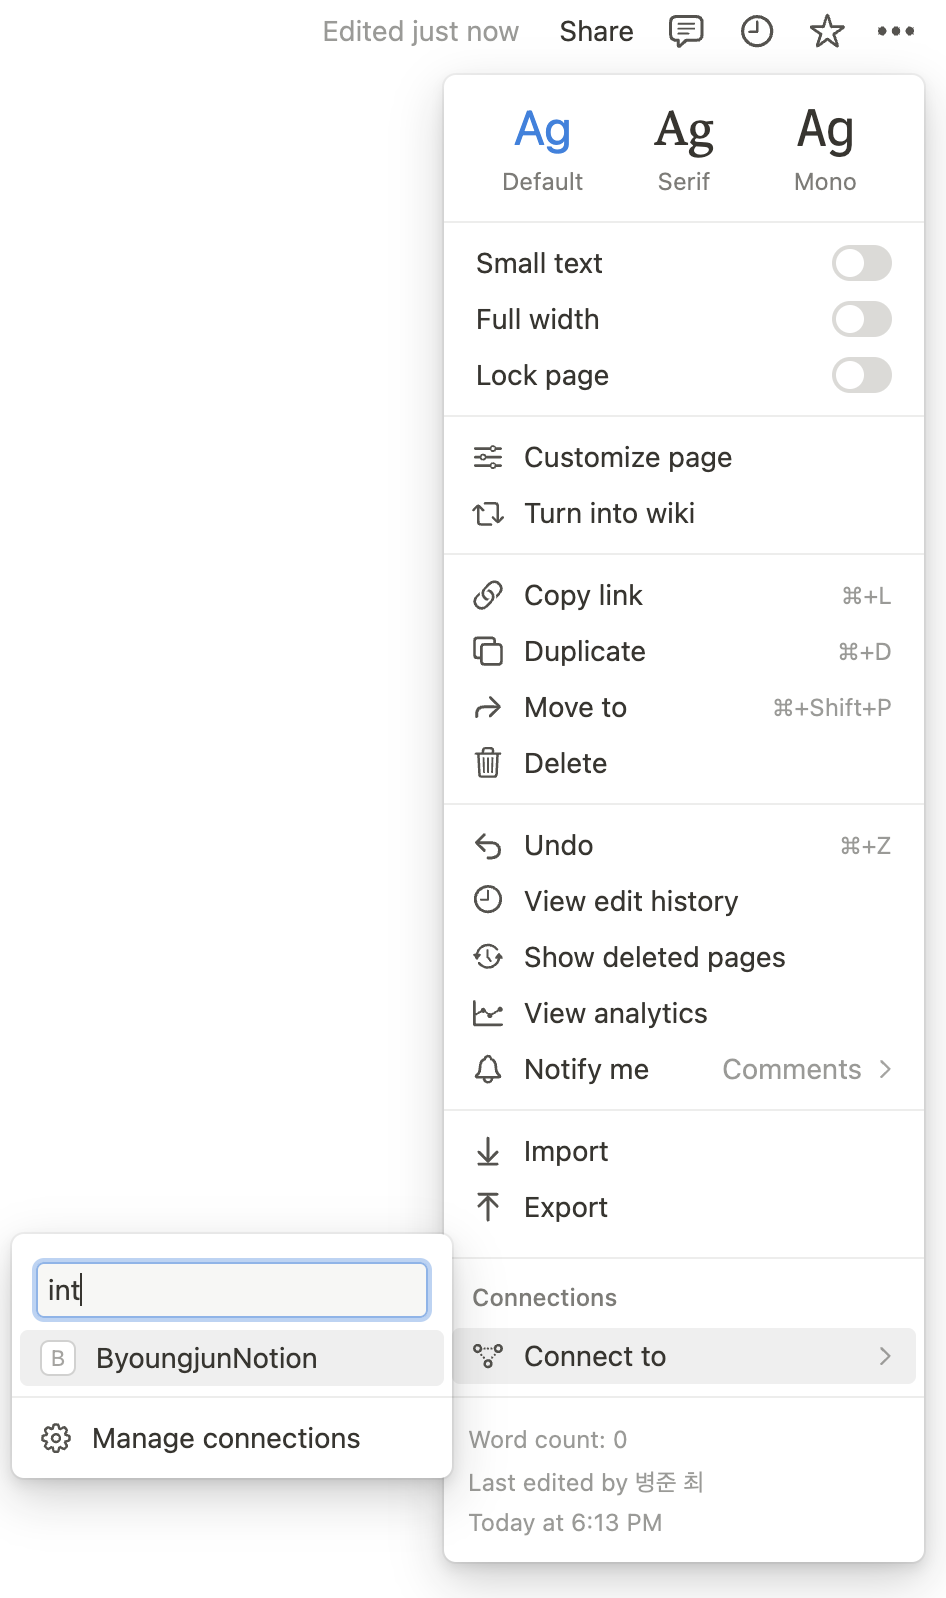 Edited just now Share
Ag Ag Ag
Default Serif Mono
Small text
Full width
Lock page
Customize page
Turn into wiki
Copy link ⌘+L
Duplicate ⌘+D
Move to ⌘+Shift+P
Delete
Undo ⌘+Z
View edit history
Show deleted pages
View analytics
Notify me Comments
Import
Export
Connections
Connect to
int
B ByoungjunNotion
Manage connections
Word count: 0
Last edited by 병준 최
Today at 6:13 PM